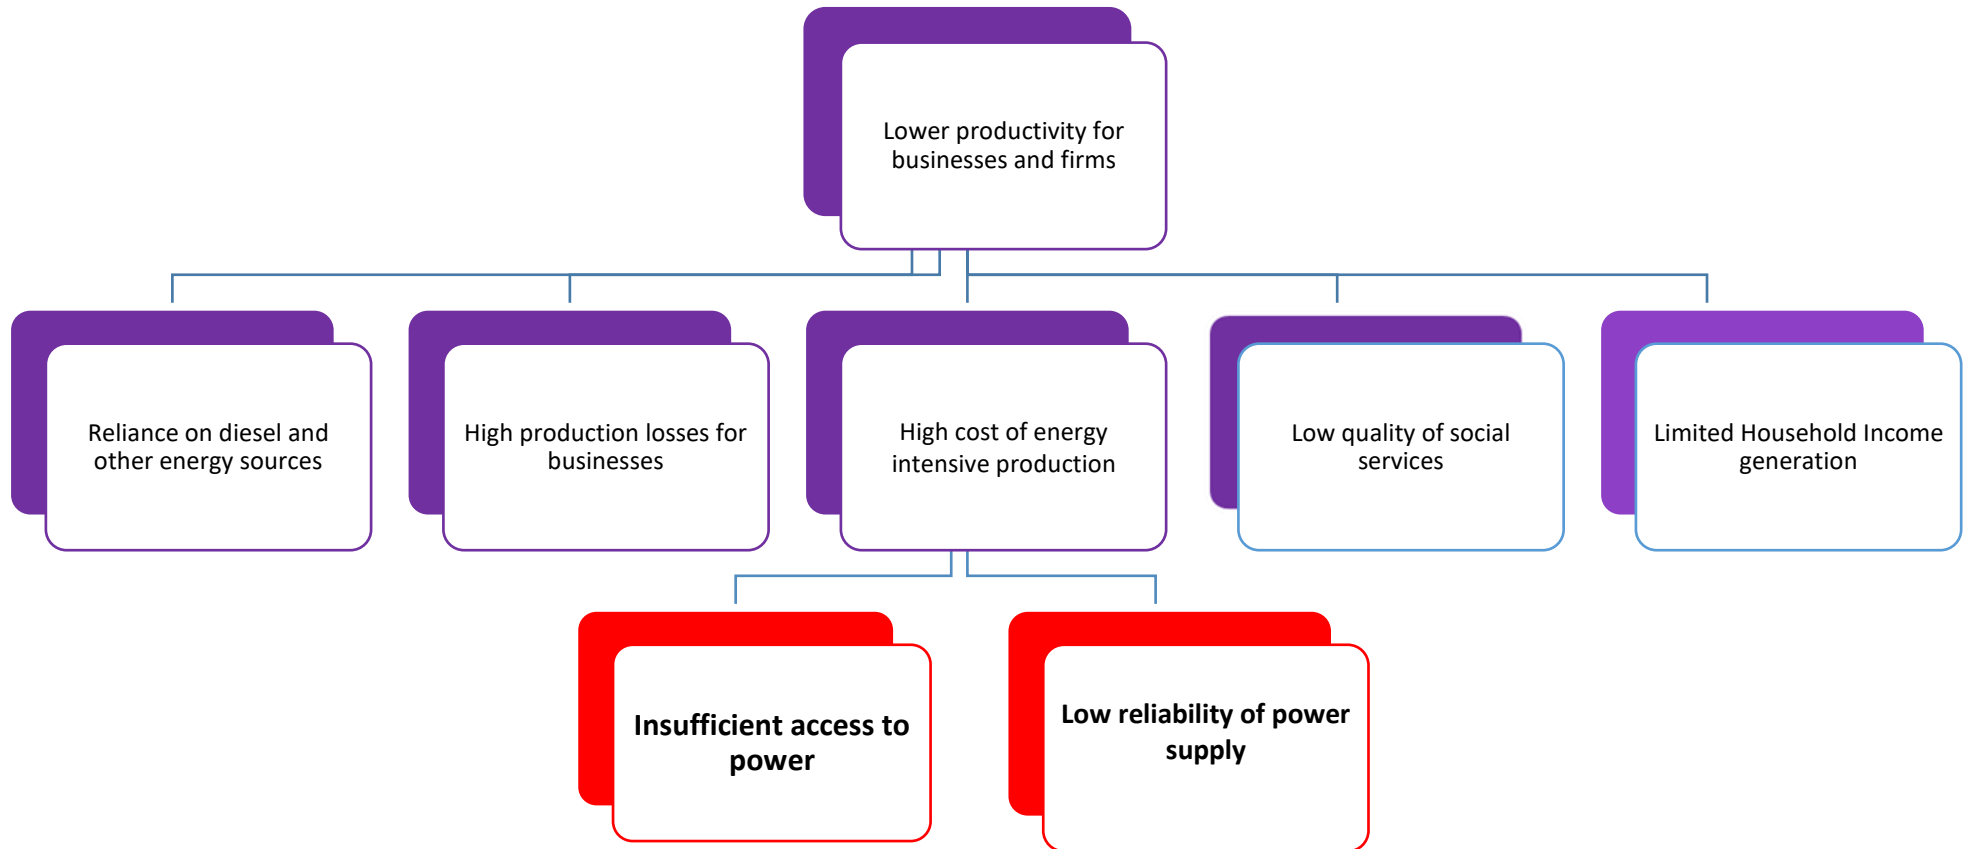 Lower productivity for
businesses and firms
Reliance on diesel and
other energy sources
High production losses for
businesses
High cost of energy
intensive production
Low quality of social
services
Limited Household Income
generation
Insufficient access to
power
Low reliability of power
supply